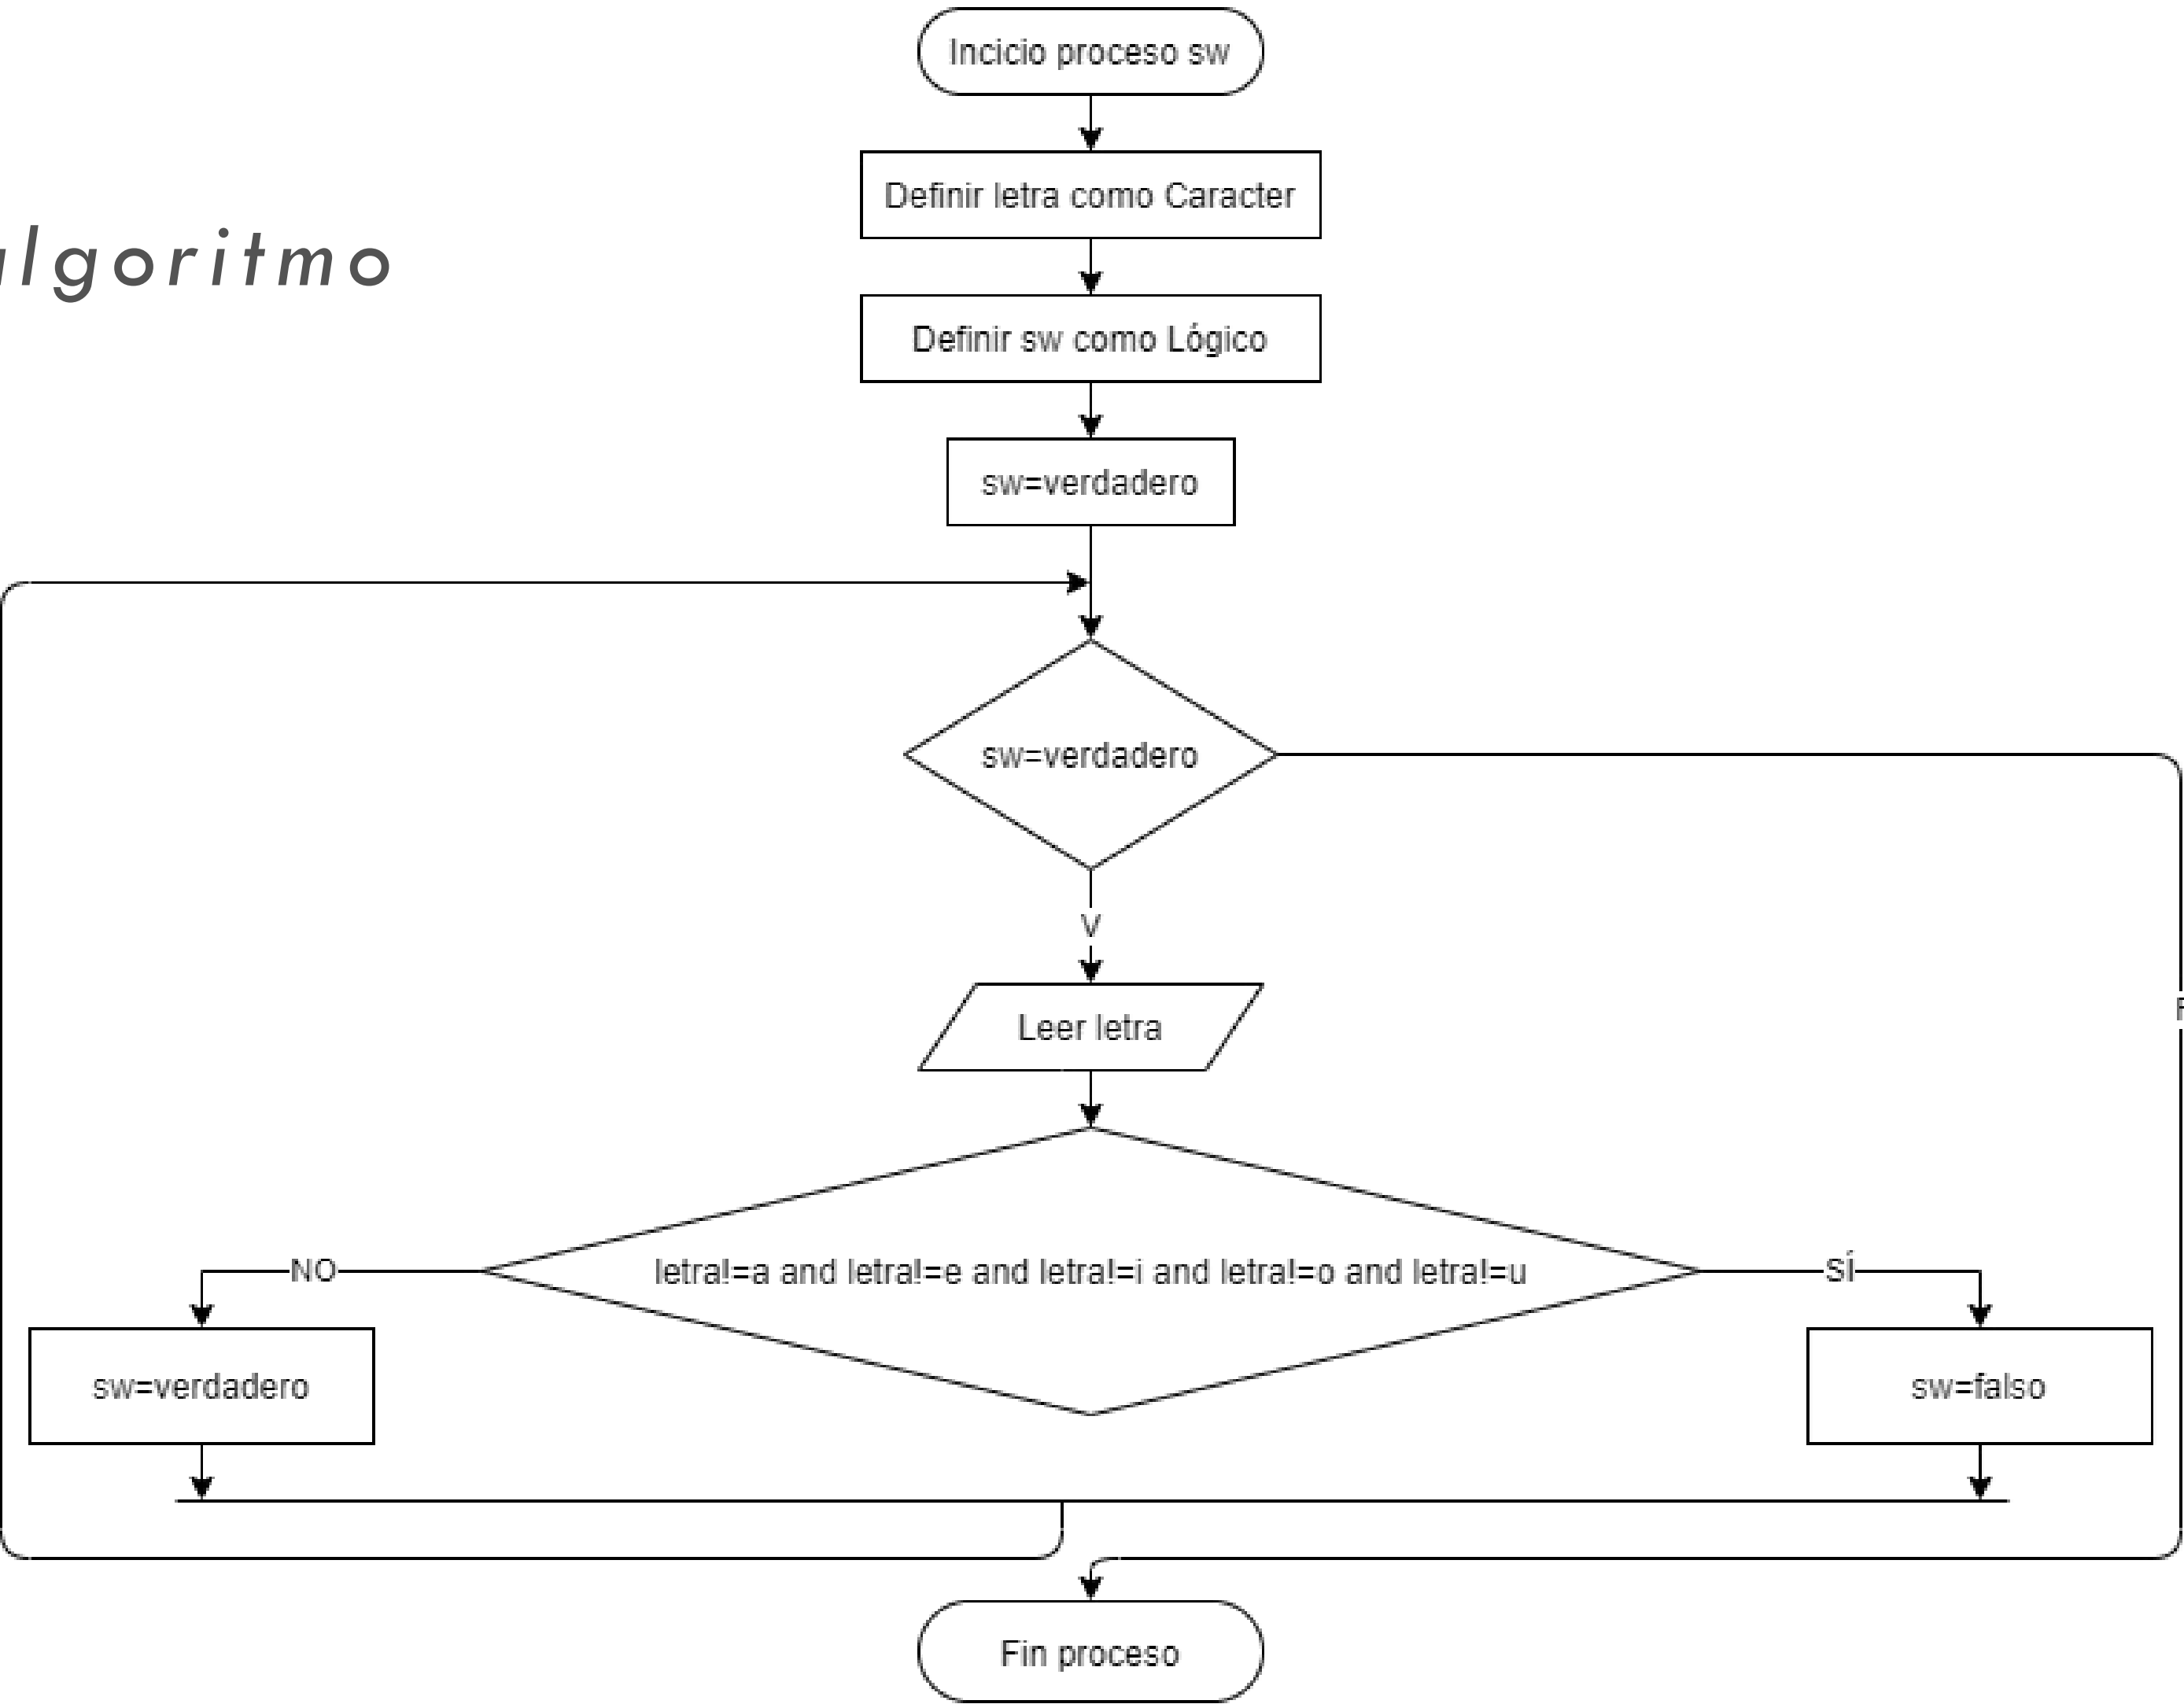 Incicio proceso sw
Definir letra como Caracter
algoritmo
Definir sw como Lógico
sw=verdadero
sw=verdadero
V
F
Leer letra
letra!=a and letra!=e and letra!=i and letra!=o and letra!=u
NO
SÍ
sw=verdadero
sw=falso
Fin proceso